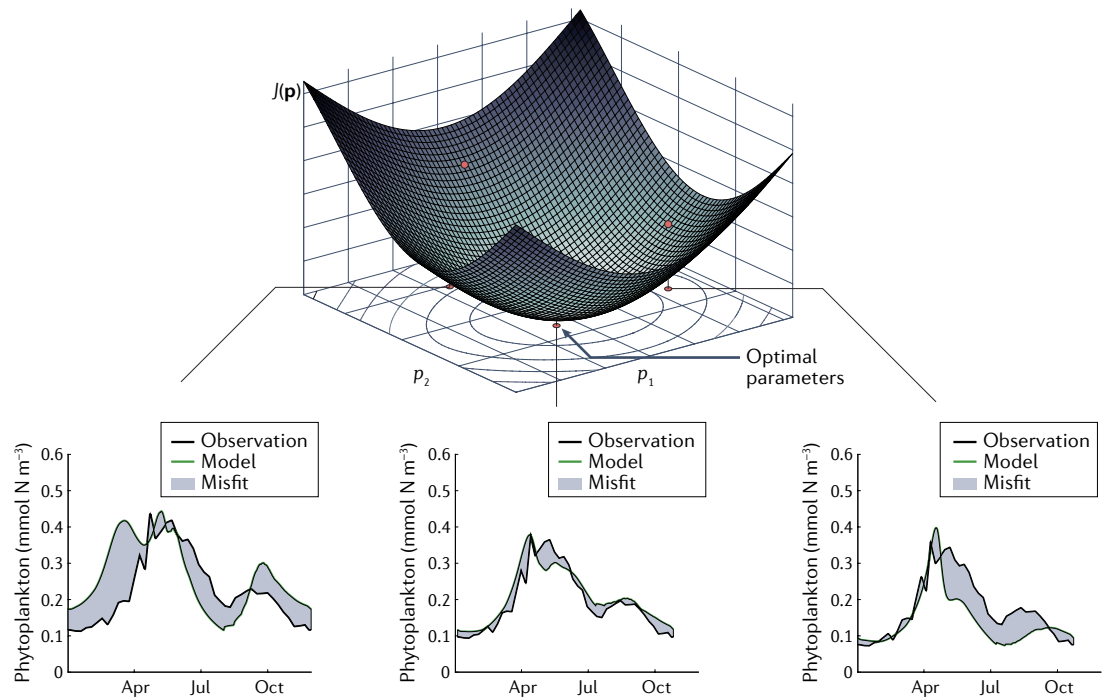 J(p)
Optimal
parameters
p2
p1
Observation
Model
Misfit
Phytoplankton (mmol N m−3)
0.6
0.5
0.4
0.3
0.2
0.1
0
Apr Jul Oct
Observation
Model
Misfit
Phytoplankton (mmol N m−3)
0.6
0.5
0.4
0.3
0.2
0.1
0
Apr Jul Oct
Observation
Model
Misfit
Phytoplankton (mmol N m−3)
0.6
0.5
0.4
0.3
0.2
0.1
0
Apr Jul Oct